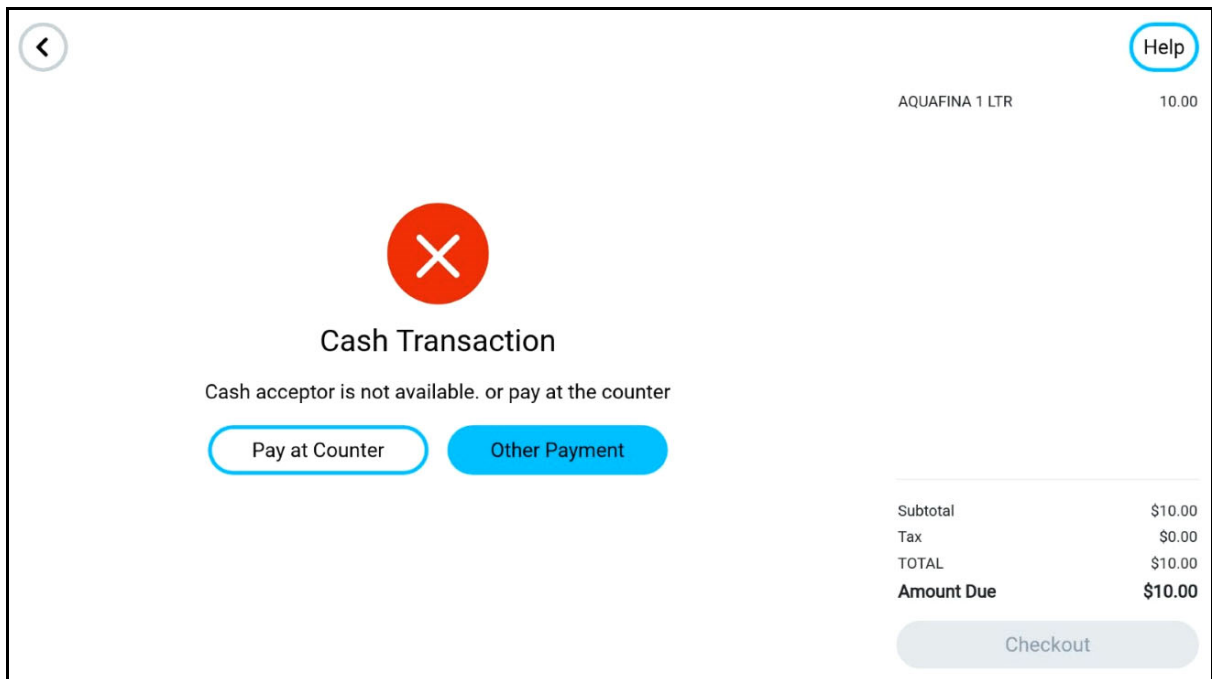 Help
AQUAFINA 1 LTR 10.00
Cash Transaction
Cash acceptor is not available. or pay at the counter
Pay at Counter Other Payment
Subtotal $10.00
Tax $0.00
TOTAL $10.00
Amount Due $10.00
Checkout